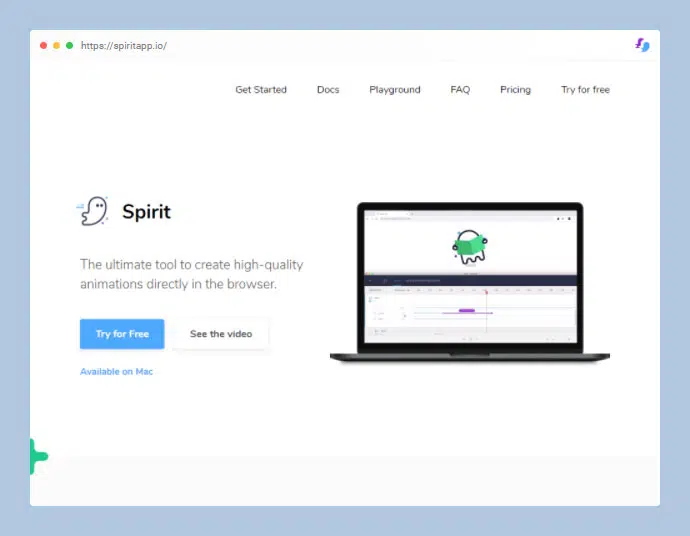 https://spiritapp.io/
Get Started Docs Playground FAQ Pricing Try for free
Spirit
The ultimate tool to create high-quality
animations directly in the browser.
Try for Free See the video
Available on Mac